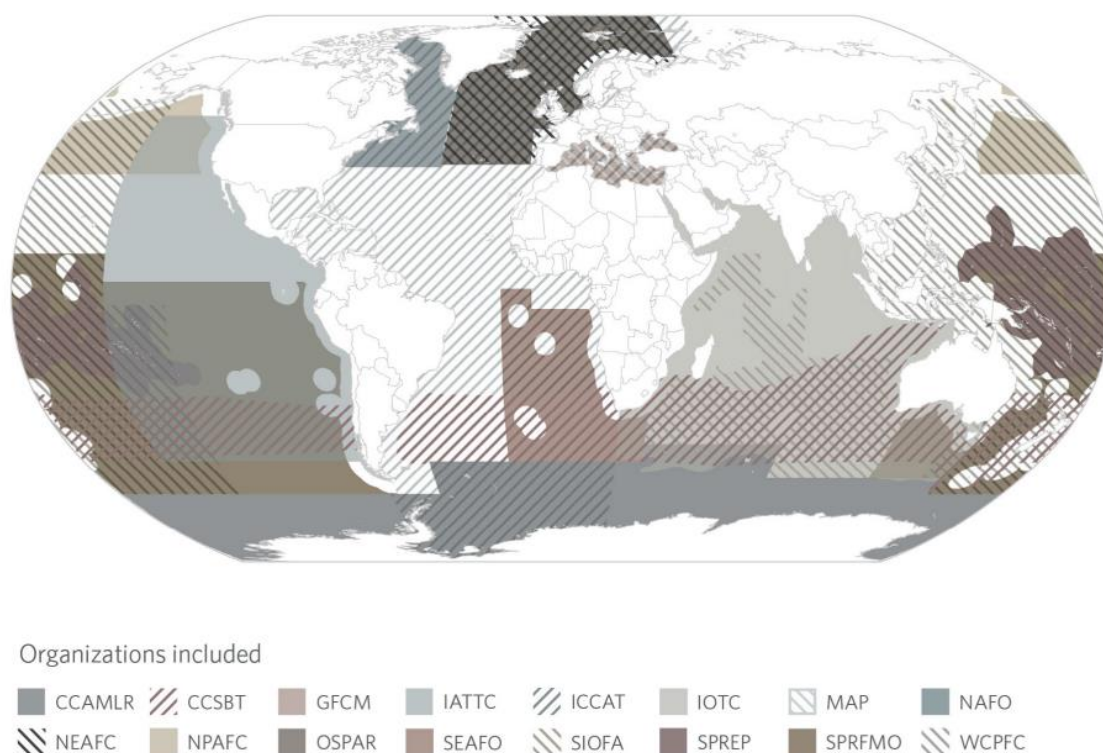 Organizations included
CCAMLR CCSBT GFCM IATTC ICCAT IOTC MAP NAFO
NEAFC NPAFC OSPAR SEAFO SIOFA SPREP SPRFMO WCPFC